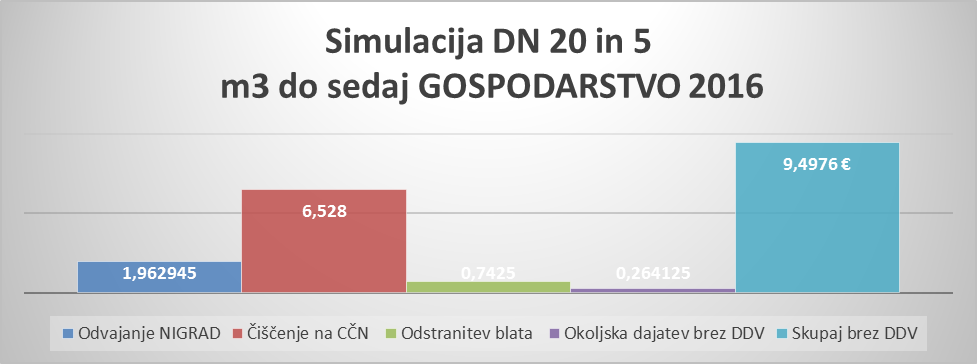 Simulacija DN 20 in 5
m3 do sedaj GOSPODARSTVO 2016
9,4976 €
6,528
1,962945
0,7425
0,264125
Odvajanje NIGRAD
Čiščenje na CČN
Odstranitev blata
Okoljska dajatev brez DDV
Skupaj brez DDV